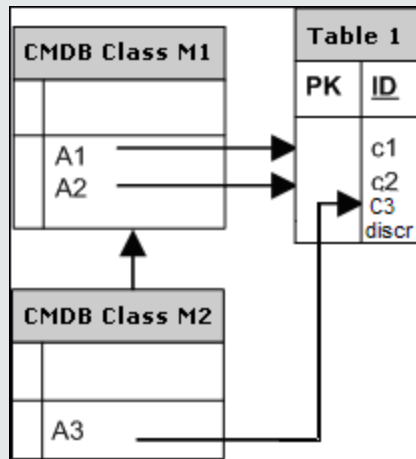 CMDB Class M1
A1
A2
Table 1
PK ID
c1
c2
C3
discr
CMDB Class M2
A3